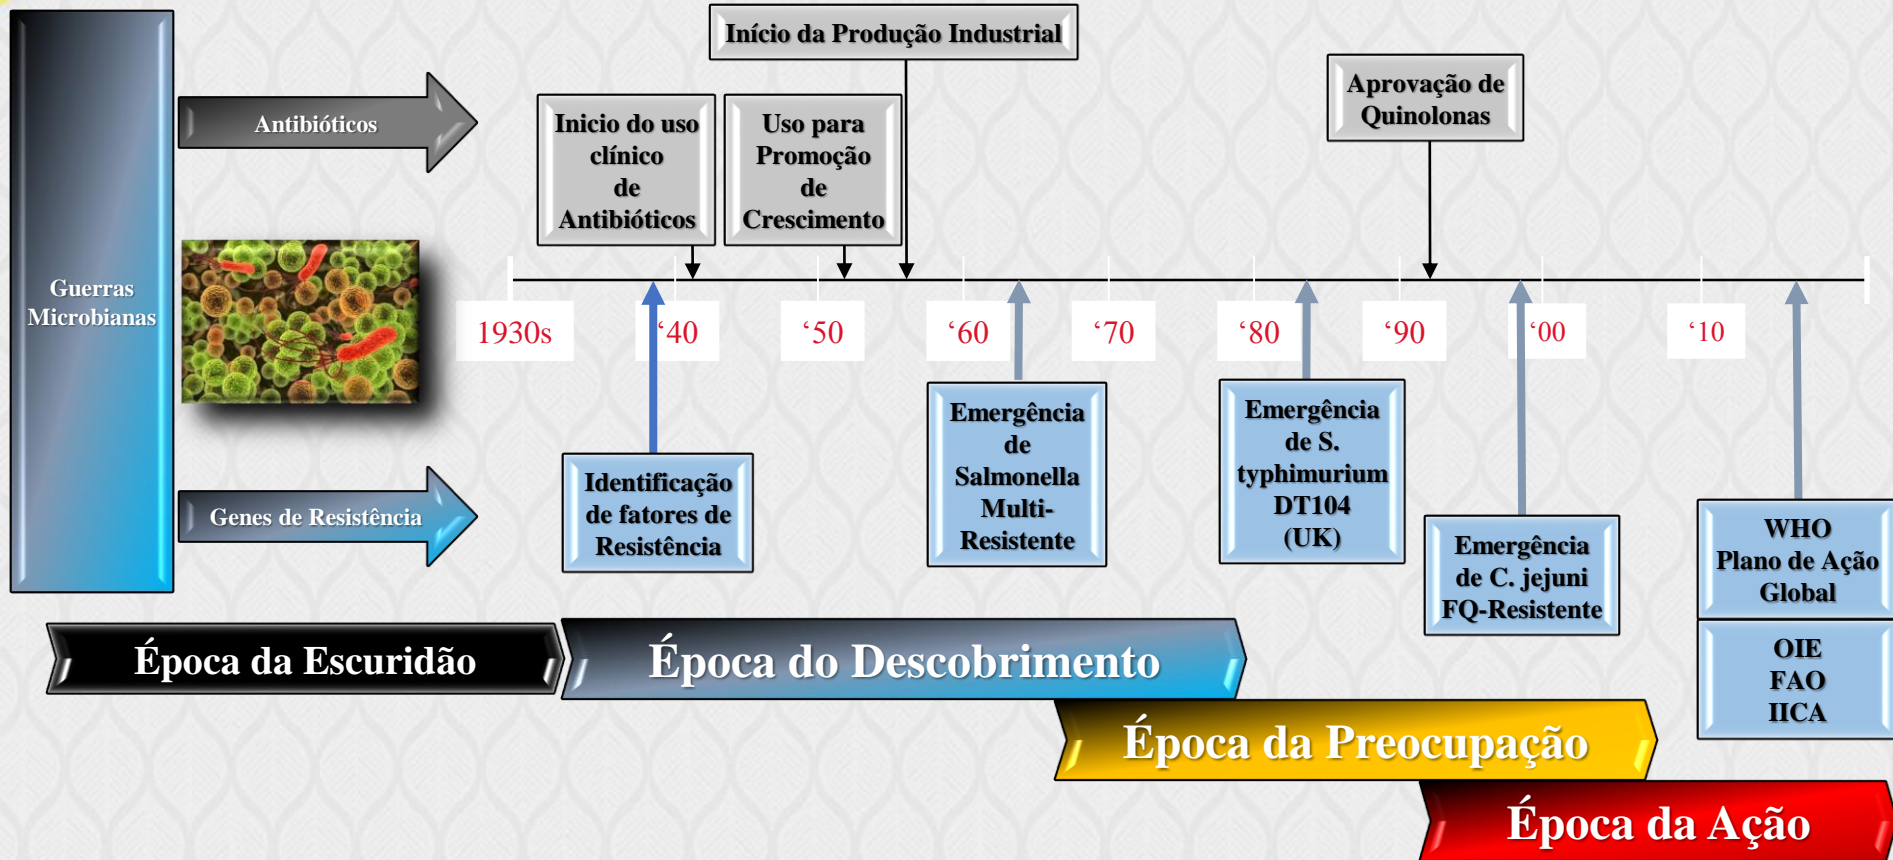 Guerras
Microbianas
Antibióticos
Genes de Resistência
Início da Produção Industrial
Inicio do uso
clínico
de
Antibióticos
Uso para
Promoção
de
Crescimento
Aprovação de
Quinolonas
1930s
‘40
‘50
‘60
‘70
‘80
‘90
‘00
‘10
Identificação
de fatores de
Resistência
Emergência
de
Salmonella
Multi-
Resistente
Emergência
de S.
typhimurium
DT104
(UK)
Emergência
de C. jejuni
FQ-Resistente
WHO
Plano de Ação
Global
OIE
FAO
IICA
Época da Escuridão
Época do Descobrimento
Época da Preocupação
Época da Ação